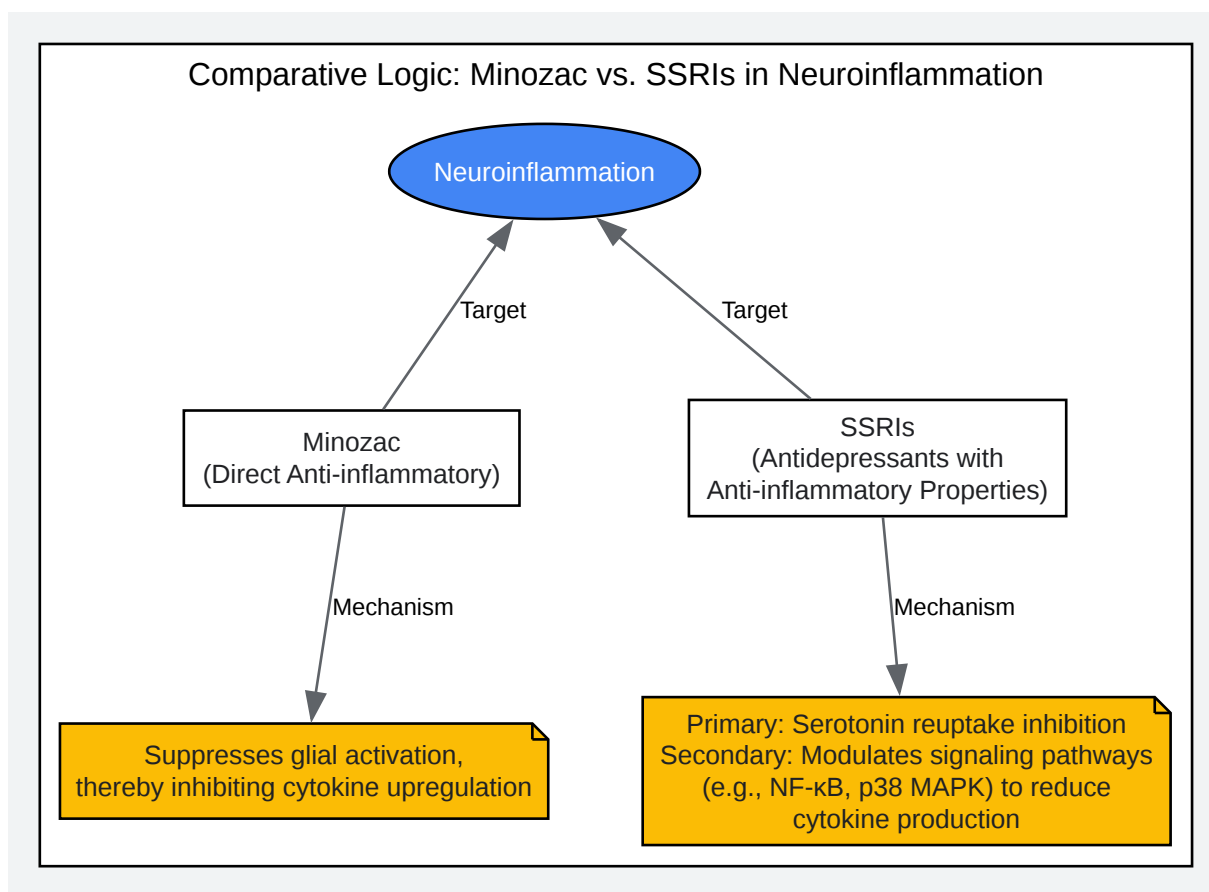 Comparative Logic: Minozac vs. SSRIs in Neuroinflammation
Neuroinflammation
Target
Target
Minozac
(Direct Anti-inflammatory)
SSRIs
(Antidepressants with
Anti-inflammatory Properties)
Mechanism
Mechanism
Suppresses glial activation,
thereby inhibiting cytokine upregulation
Primary: Serotonin reuptake inhibition
Secondary: Modulates signaling pathways
(e.g., NF-κB, p38 MAPK) to reduce
cytokine production